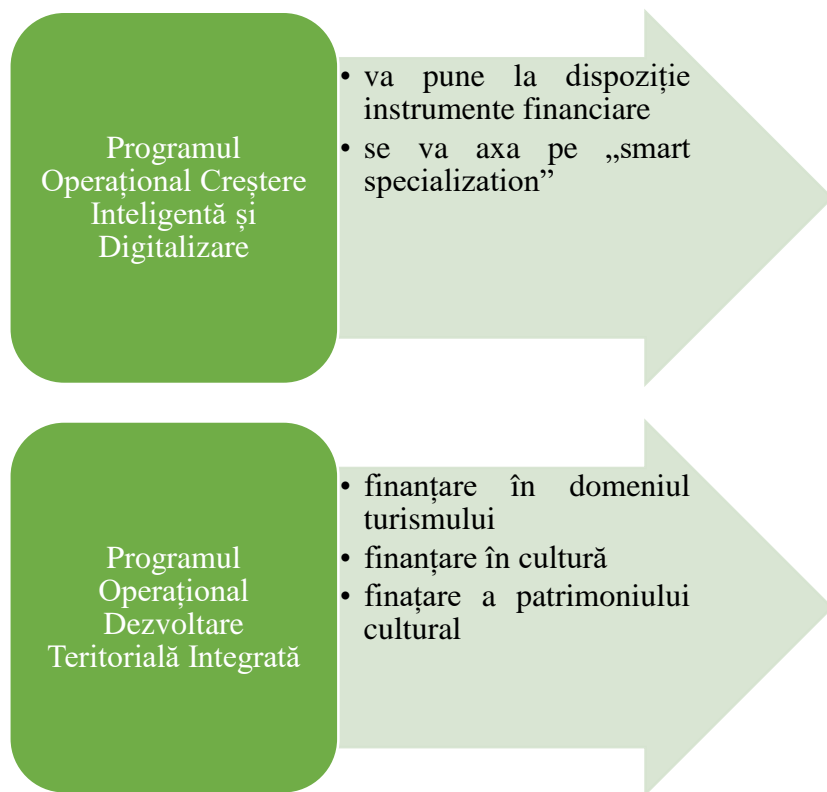 Programul
Operațional Creștere
Inteligentă și
Digitalizare
• va pune la dispoziție
instrumente financiare
• se va axa pe „smart
specialization”
Programul
Operațional
Dezvoltare
Teritorială Integrată
• finanțare în domeniul
turismului
• finanțare în cultură
• finațare a patrimoniului
cultural